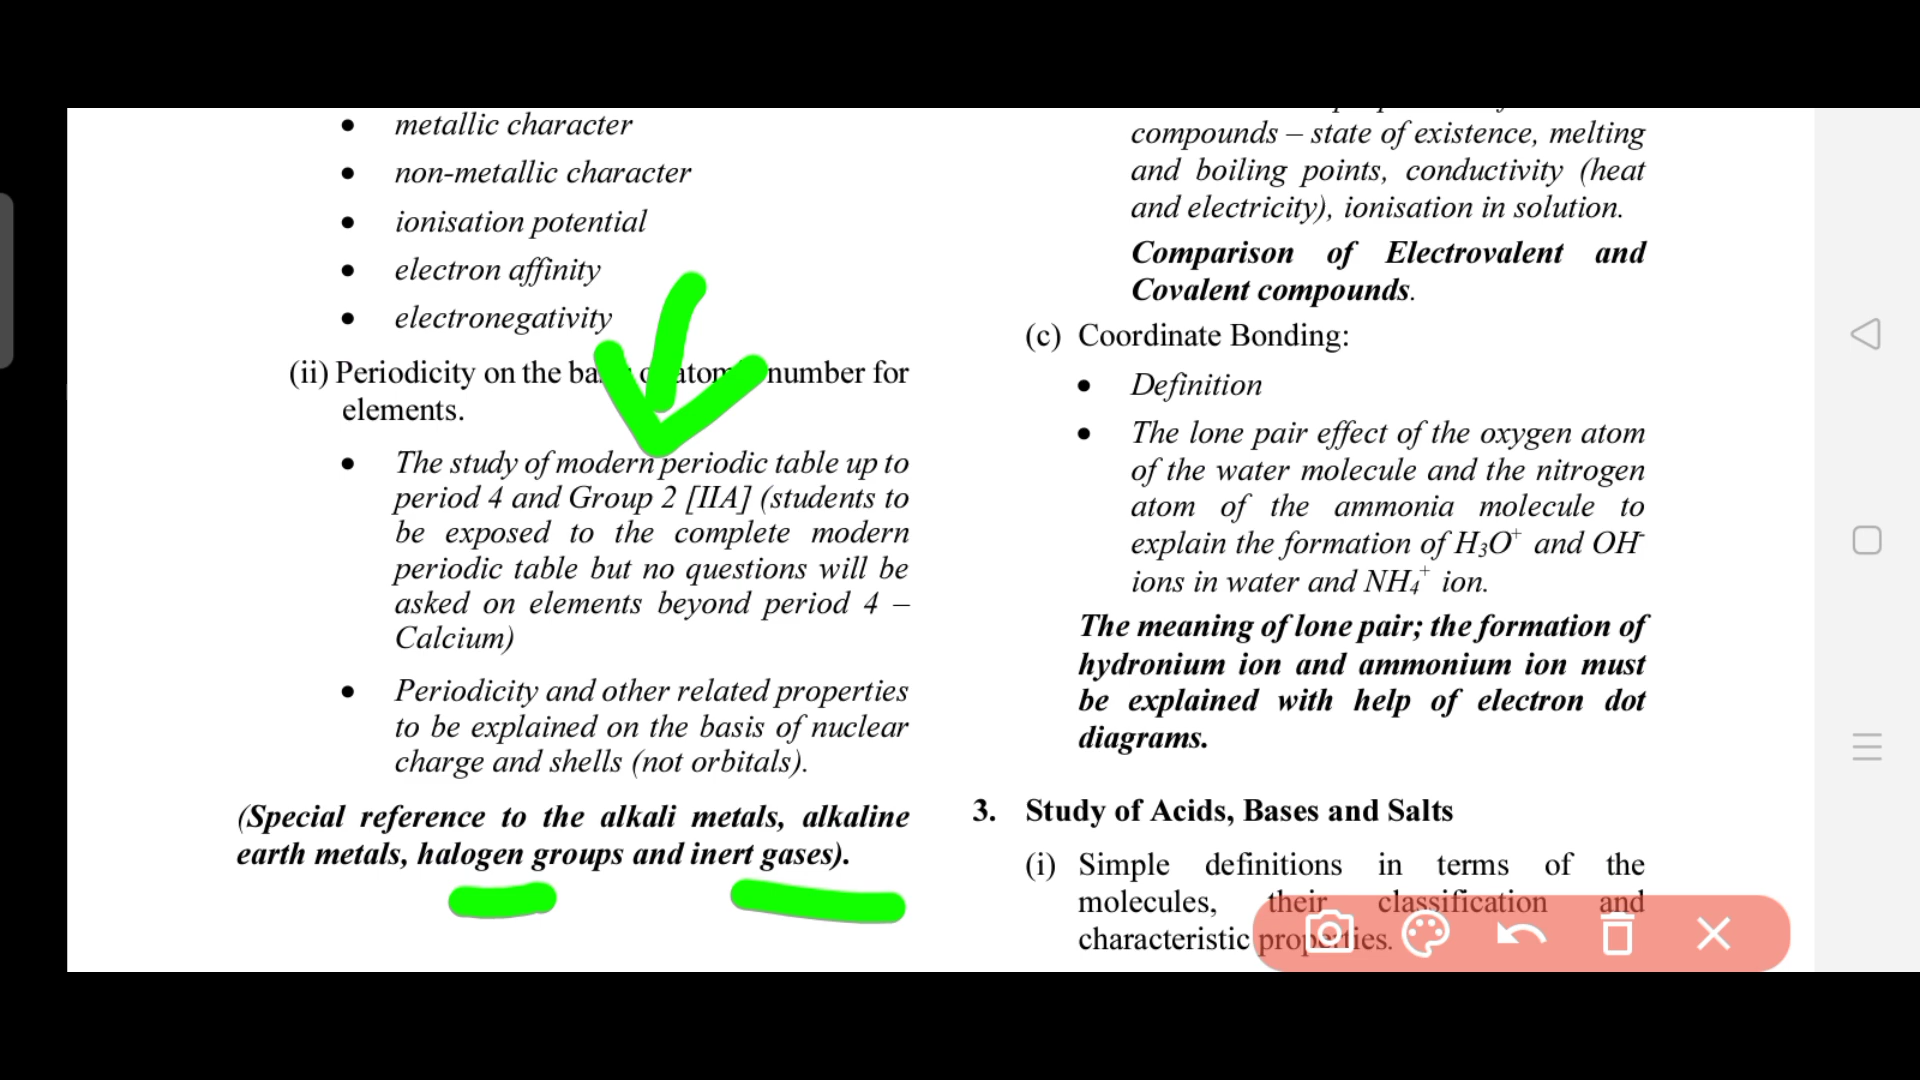 metallic character
non-metallic character
ionisation potential
electron affinity
electronegativity
(ii) Periodicity on the number for
elements.
The study of modern periodic table up to
period 4 and Group 2 [IIA] (students to
be exposed to the complete modern
periodic table but no questions will be
asked on elements beyond period 4 –
Calcium)
Periodicity and other related properties
to be explained on the basis of nuclear
charge and shells (not orbitals).
(Special reference to the alkali metals, alkaline
earth metals, halogen groups and inert gases).
compounds – state of existence, melting
and boiling points, conductivity (heat
and electricity), ionisation in solution.
Comparison of Electrovalent and
Covalent compounds.
(c) Coordinate Bonding:
Definition
The lone pair effect of the oxygen atom
of the water molecule and the nitrogen
atom of the ammonia molecule to
explain the formation of H₃O⁺ and OH⁻
ions in water and NH₄⁺ ion.
The meaning of lone pair; the formation of
hydronium ion and ammonium ion must
be explained with help of electron dot
diagrams.
3. Study of Acids, Bases and Salts
(i) Simple definitions in terms of the
molecules, their classification and
characteristic properties.